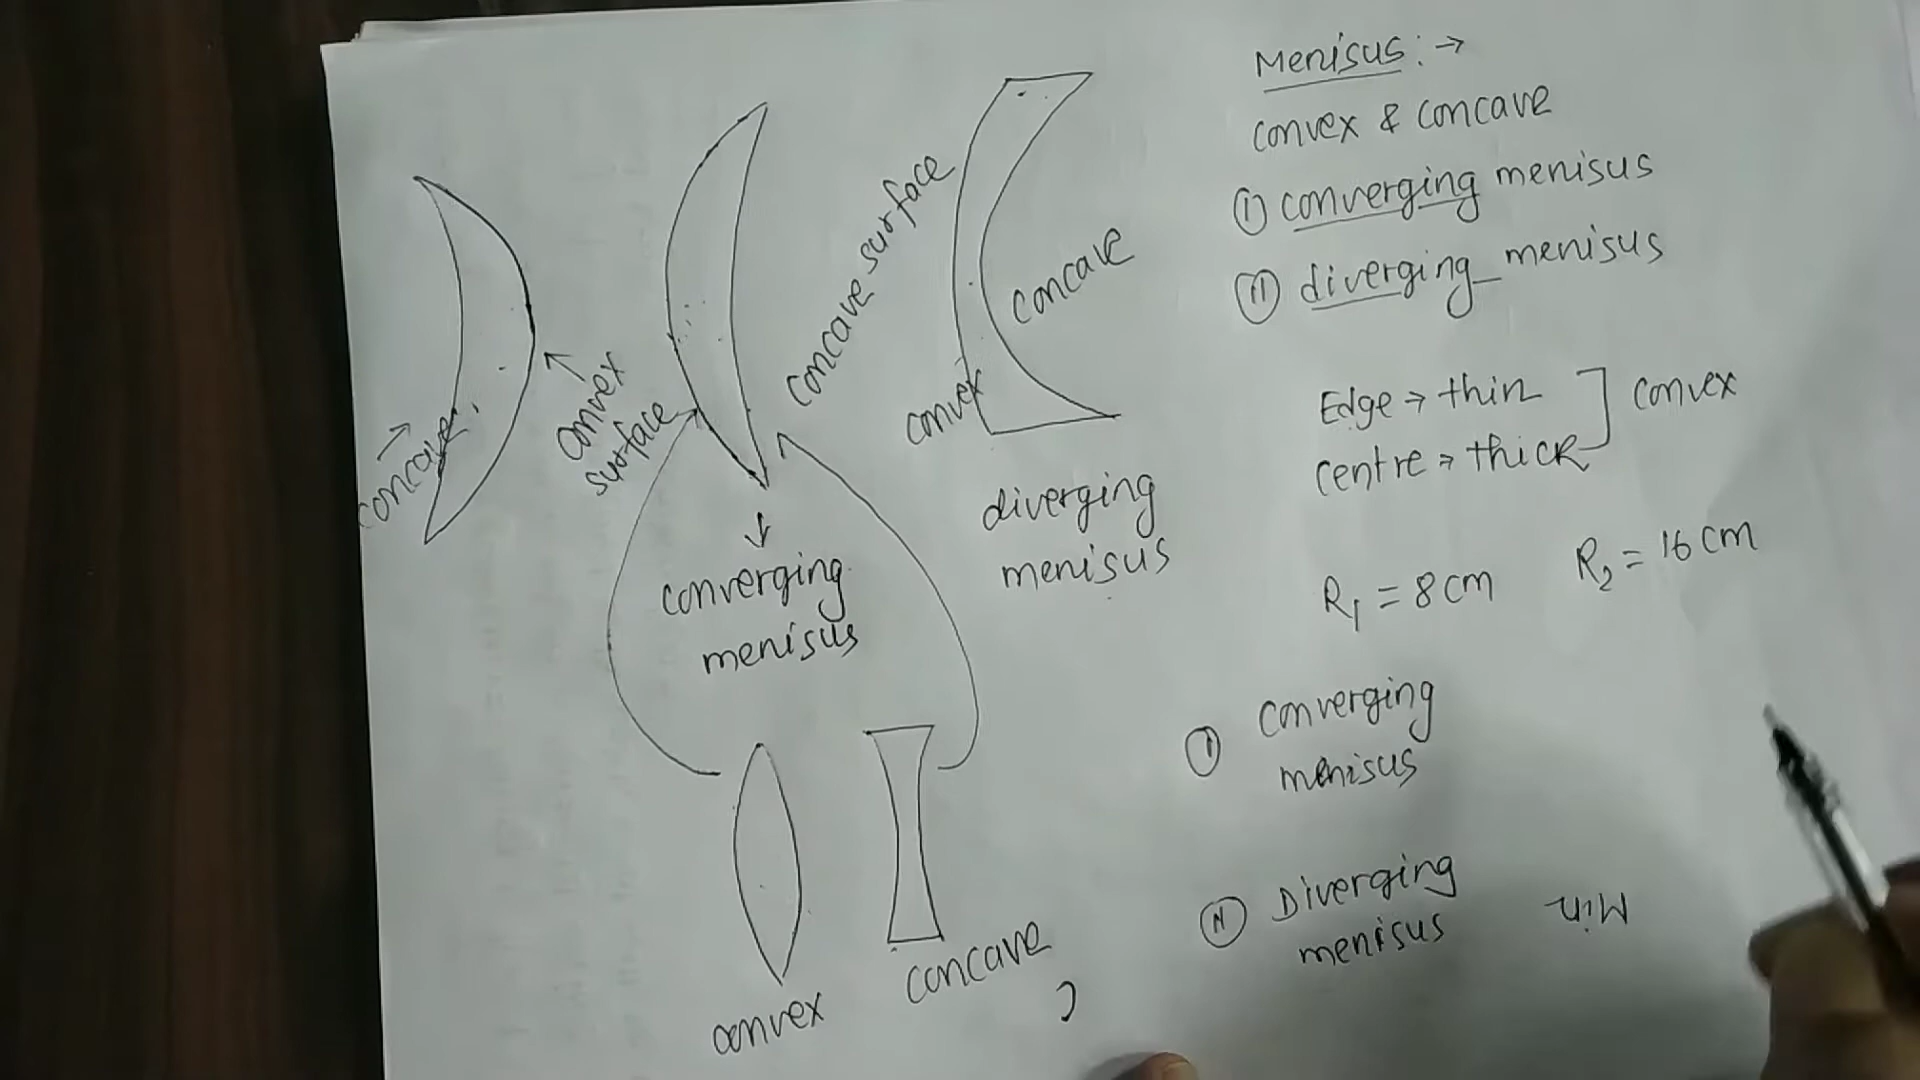 Menisus : →
convex & concave
(I) converging menisus
(II) diverging menisus
Edge → thin
centre → thick
convex
R1 = 8 cm
R2 = 16 cm
(I) Converging
menisus
(II) Diverging
menisus
Min
concave
convex
surface
concave surface
convex
concave
converging
menisus
diverging
menisus
convex
concave